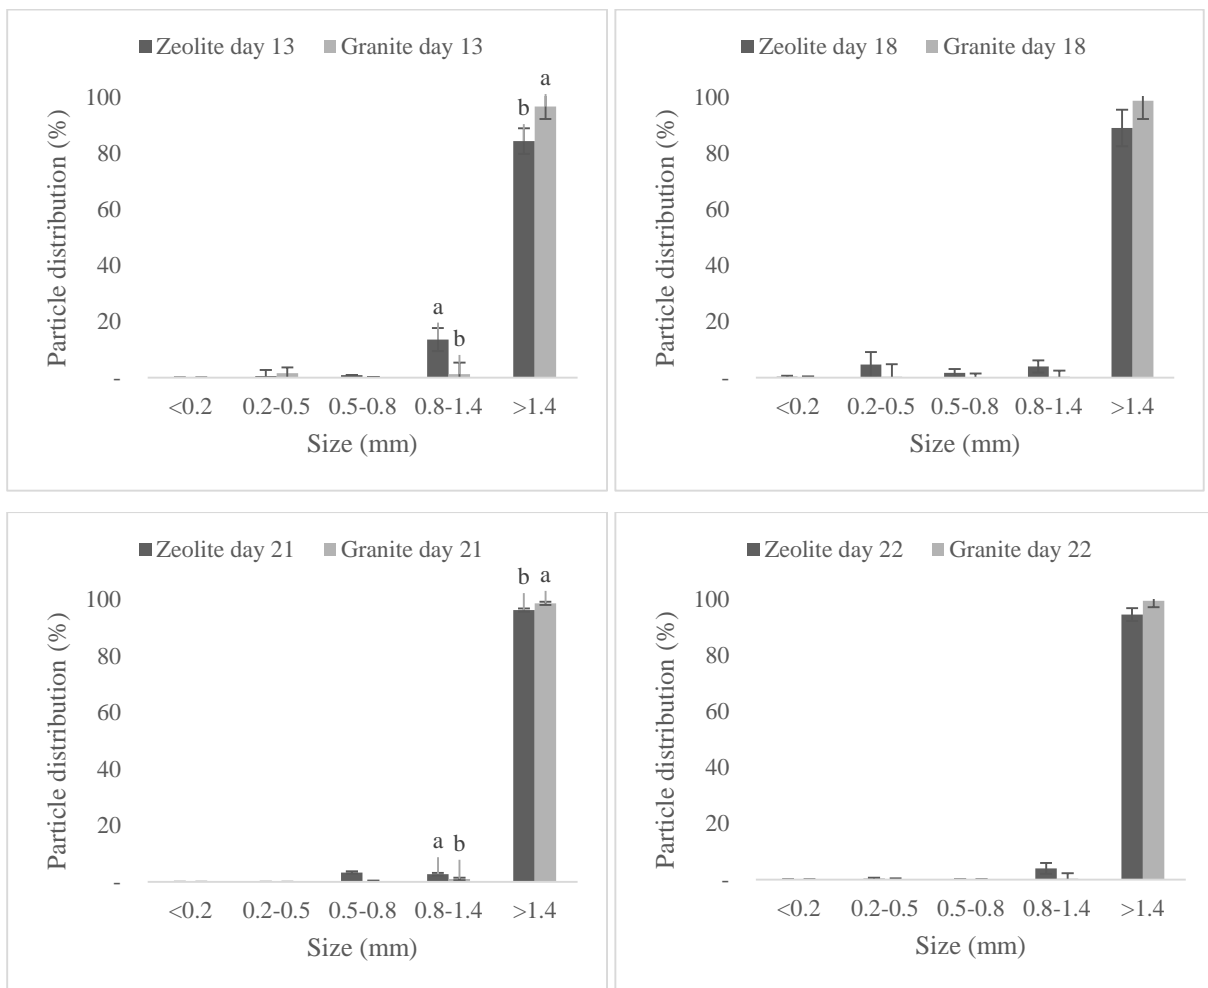 Zeolite day 13 Granite day 13
a
b
100
80
60
40
a
20
b
-
<0.2 0.2-0.5 0.5-0.8 0.8-1.4 >1.4
Size (mm)
Particle distribution (%)
Zeolite day 18 Granite day 18
100
80
60
40
20
-
<0.2 0.2-0.5 0.5-0.8 0.8-1.4 >1.4
Size (mm)
Particle distribution (%)
Zeolite day 21 Granite day 21
b a
100
80
60
40
20
a b
-
<0.2 0.2-0.5 0.5-0.8 0.8-1.4 >1.4
Size (mm)
Particle distribution (%)
Zeolite day 22 Granite day 22
100
80
60
40
20
-
<0.2 0.2-0.5 0.5-0.8 0.8-1.4 >1.4
Size (mm)
Particle distribution (%)